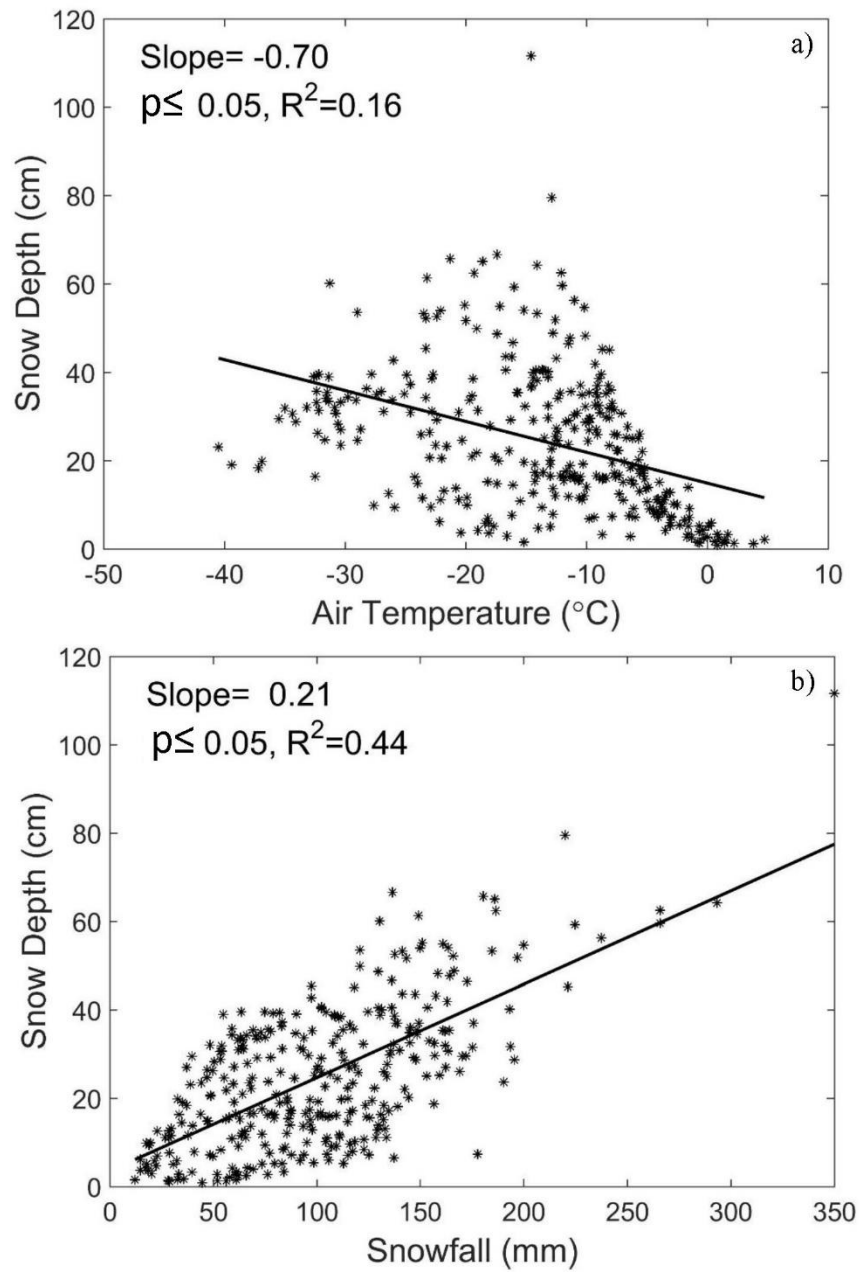 a)
Slope= -0.70
p≤ 0.05, R²=0.16
Snow Depth (cm)
120
100
80
60
40
20
0
-50 -40 -30 -20 -10 0 10
Air Temperature (°C)
b)
Slope= 0.21
p≤ 0.05, R²=0.44
Snow Depth (cm)
120
100
80
60
40
20
0
0 50 100 150 200 250 300 350
Snowfall (mm)